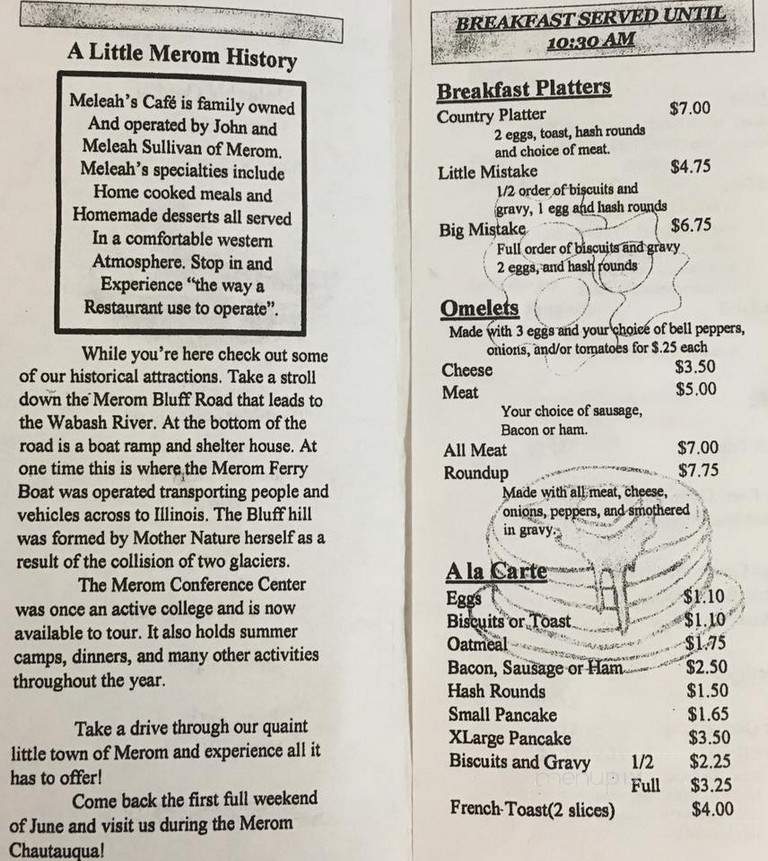 A Little Merom History
Meleah's Café is family owned
And operated by John and
Meleah Sullivan of Merom.
Meleah's specialties include
Home cooked meals and
Homemade desserts all served
In a comfortable western
Atmosphere. Stop in and
Experience "the way a
Restaurant use to operate".
While you're here check out some
of our historical attractions. Take a stroll
down the Merom Bluff Road that leads to
the Wabash River. At the bottom of the
road is a boat ramp and shelter house. At
one time this is where the Merom Ferry
Boat was operated transporting people and
vehicles across to Illinois. The Bluff hill
was formed by Mother Nature herself as a
result of the collision of two glaciers.
The Merom Conference Center
was once an active college and is now
available to tour. It also holds summer
camps, dinners, and many other activities
throughout the year.
Take a drive through our quaint
little town of Merom and experience all it
has to offer!
Come back the first full weekend
of June and visit us during the Merom
Chautauqua!
BREAKFAST SERVED UNTIL
10:30 AM
Breakfast Platters
Country Platter $7.00
2 eggs, toast, hash rounds
and choice of meat.
Little Mistake $4.75
1/2 order of biscuits and
gravy, 1 egg and hash rounds
Big Mistake $6.75
Full order of biscuits and gravy
2 eggs, and hash rounds
Omelets
Made with 3 eggs and your choice of bell peppers,
onions, and/or tomatoes for $.25 each
Cheese $3.50
Meat $5.00
Your choice of sausage,
Bacon or ham.
All Meat $7.00
Roundup $7.75
Made with all meat, cheese,
onions, peppers, and smothered
in gravy.
A la Carte
Eggs $1.10
Biscuits or Toast $1.10
Oatmeal $1.75
Bacon, Sausage or Ham $2.50
Hash Rounds $1.50
Small Pancake $1.65
XLarge Pancake $3.50
Biscuits and Gravy 1/2 $2.25
Full $3.25
French Toast(2 slices) $4.00